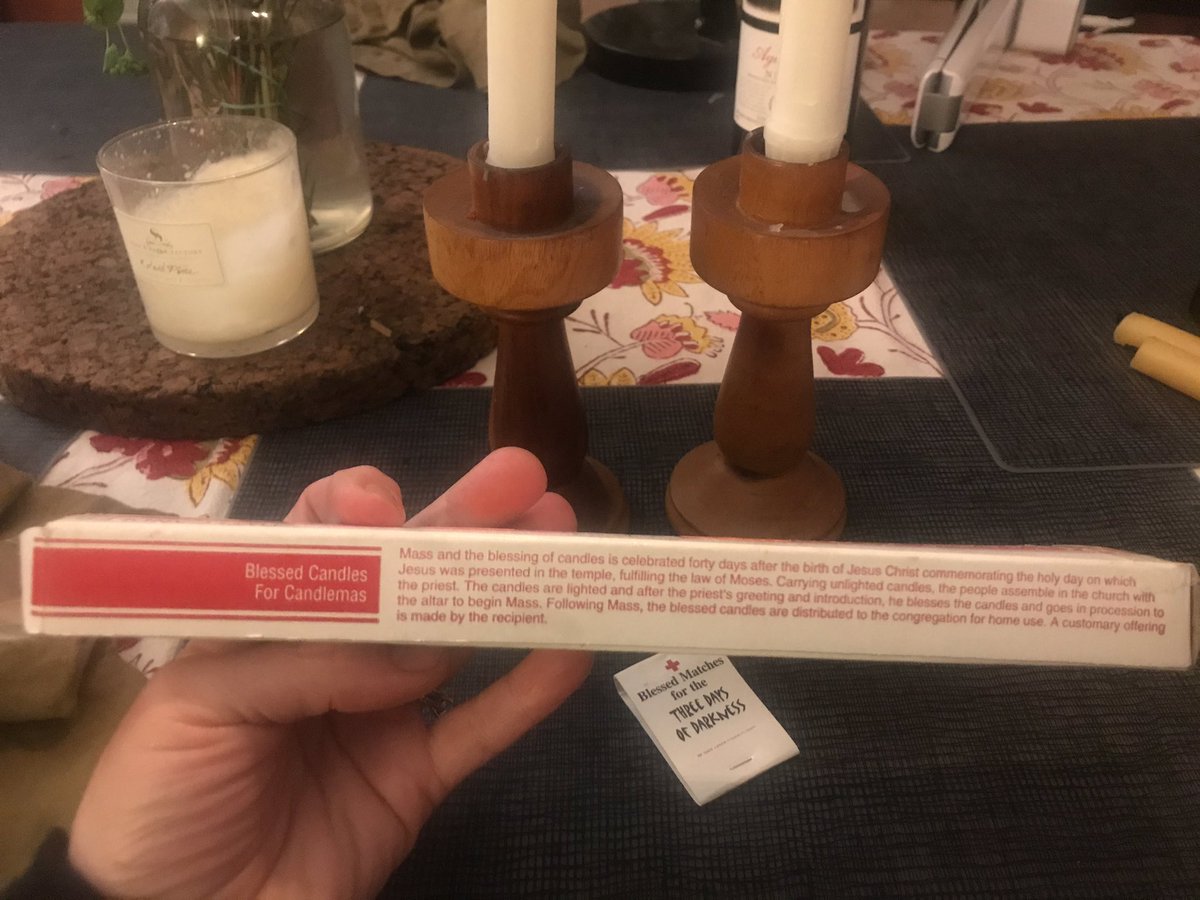 Blessed Candles
For Candlemas
Mass and the blessing of candles is celebrated forty days after the birth of Jesus Christ commemorating the holy day on which
Jesus was presented in the temple, fulfilling the law of Moses. Carrying unlighted candles, the people assemble in the church with
the priest. The candles are lighted and after the priest's greeting and introduction, he blesses the candles and goes in procession to
the altar to begin Mass. Following Mass, the blessed candles are distributed to the congregation for home use. A customary offering
is made by the recipient.
Blessed Matches
for the
THREE DAYS
OF DARKNESS